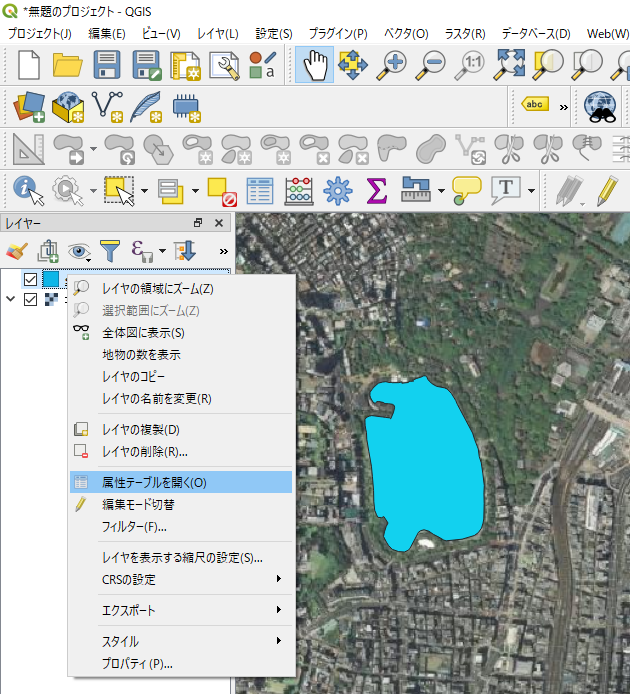 *無題のプロジェクト - QGIS
プロジェクト(J) 編集(E) ビュー(V) レイヤ(L) 設定(S) プラグイン(P) ベクタ(O) ラスタ(R) データベース(D) Web(W)
1:1
abc »
T
レイヤー
»
レイヤの領域にズーム(Z)
選択範囲にズーム(Z)
全体図に表示(S)
地物の数を表示
レイヤのコピー
レイヤの名前を変更(R)
レイヤの複製(D)
レイヤの削除(R)...
属性テーブルを開く(O)
編集モード切替
フィルター(F)...
レイヤを表示する縮尺の設定(S)...
CRSの設定
エクスポート
スタイル
プロパティ(P)...